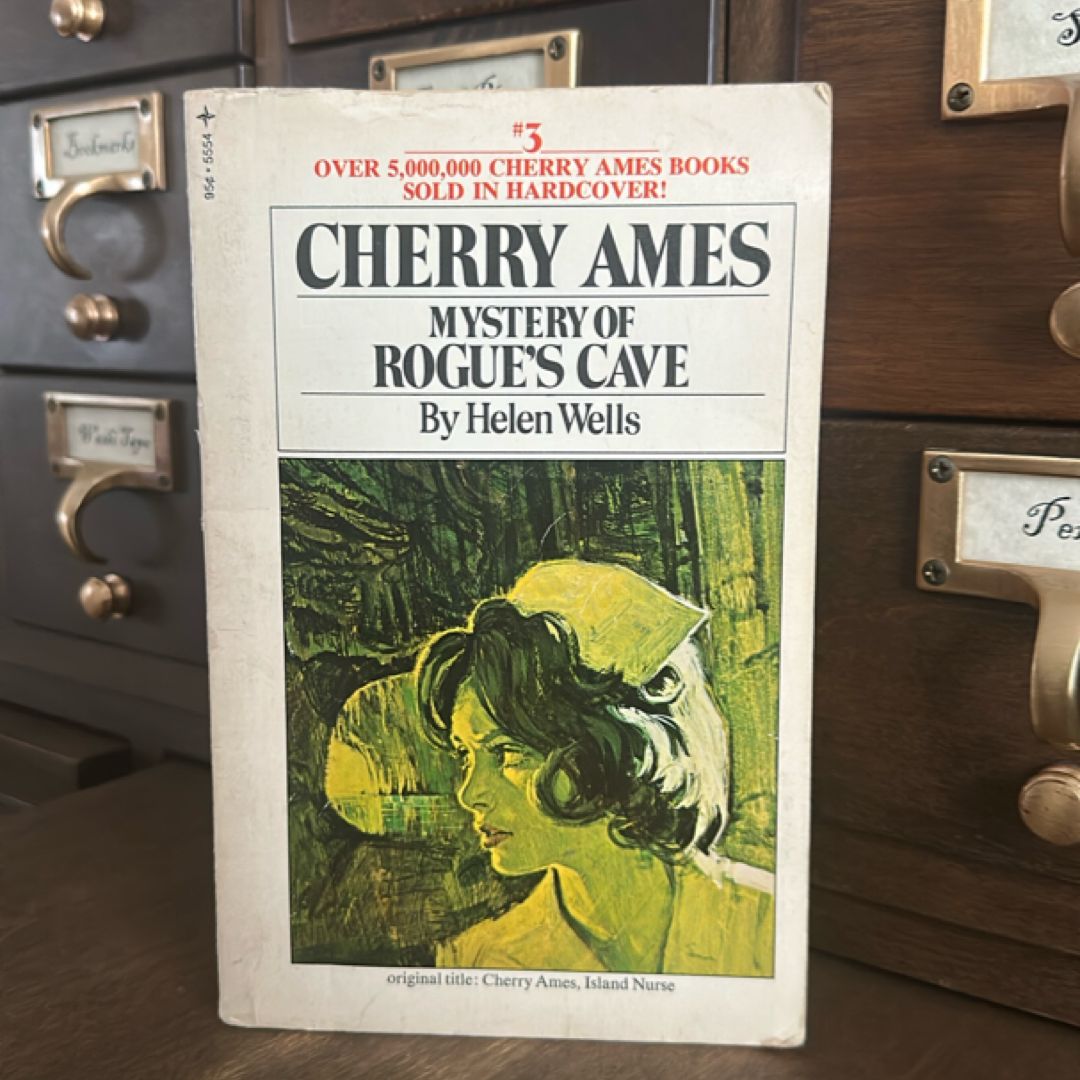 #3
OVER 5,000,000 CHERRY AMES BOOKS
SOLD IN HARDCOVER!
CHERRY AMES
MYSTERY OF
ROGUE'S CAVE
By Helen Wells
original title: Cherry Ames, Island Nurse
95¢ • 5554
Bookmarks
Washi Tape
Pe